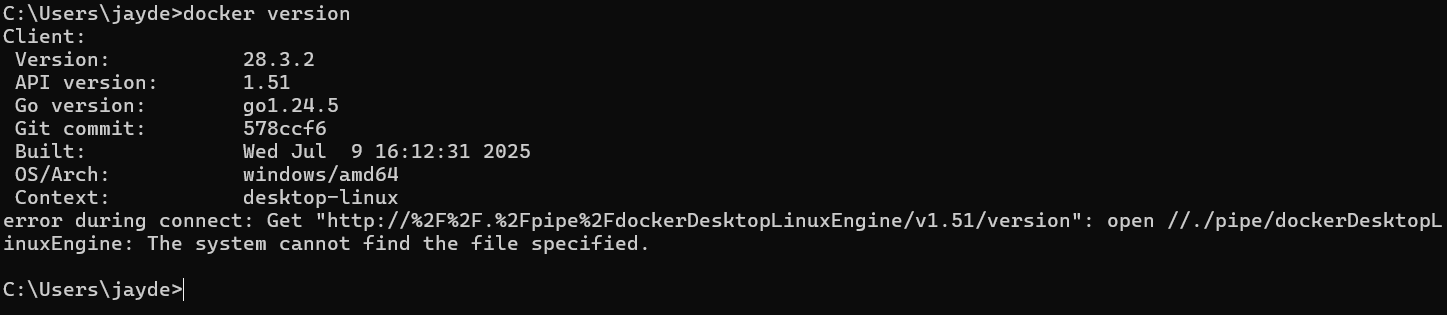 C:\Users\jayde>docker version
Client:
 Version:           28.3.2
 API version:       1.51
 Go version:        go1.24.5
 Git commit:        578ccf6
 Built:             Wed Jul  9 16:12:31 2025
 OS/Arch:           windows/amd64
 Context:           desktop-linux
error during connect: Get "http://%2F%2F.%2Fpipe%2FdockerDesktopLinuxEngine/v1.51/version": open //./pipe/dockerDesktopL
inuxEngine: The system cannot find the file specified.

C:\Users\jayde>